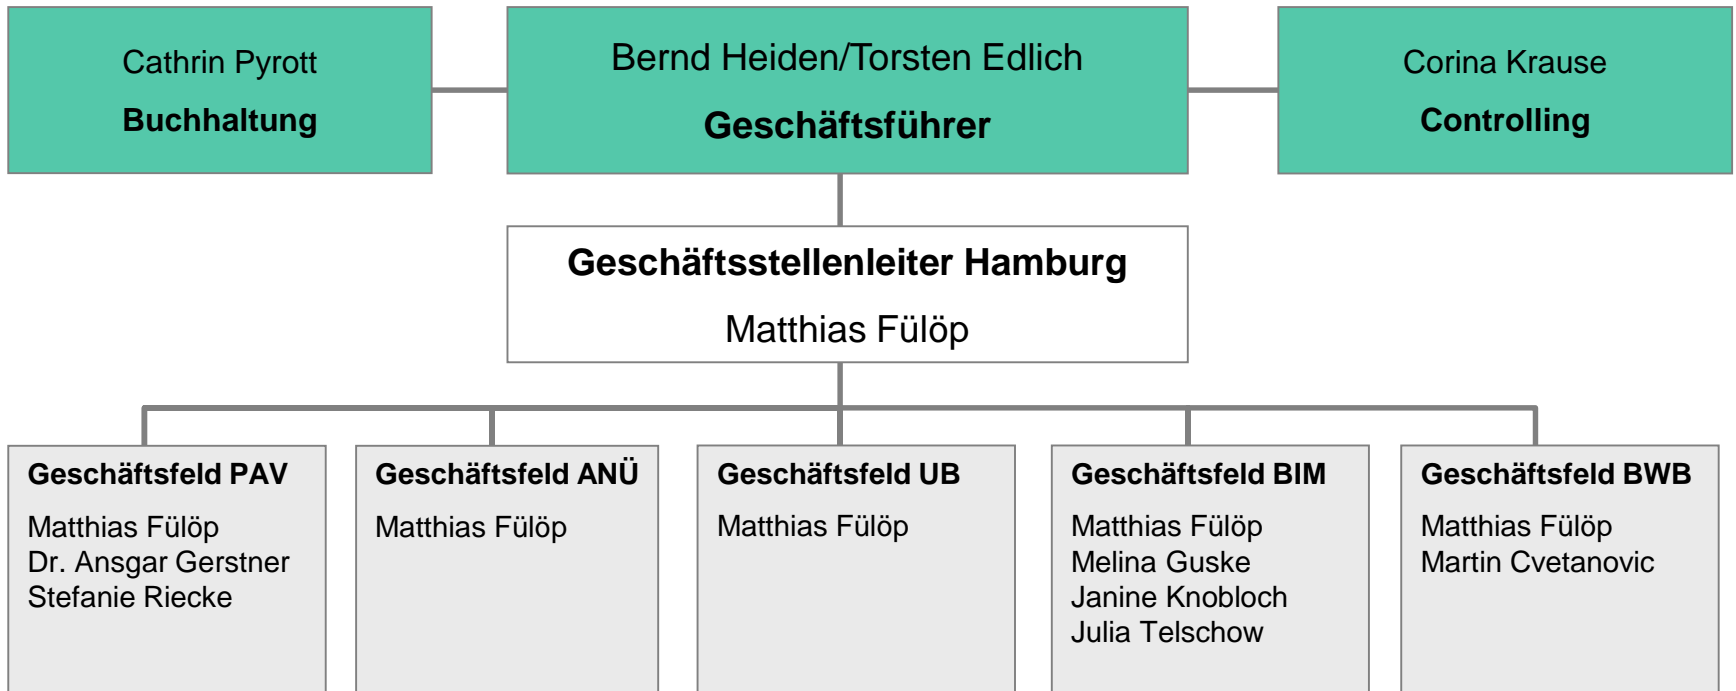 Cathrin Pyrott
Buchhaltung
Bernd Heiden/Torsten Edlich
Geschäftsführer
Corina Krause
Controlling
Geschäftsstellenleiter Hamburg
Matthias Fülöp
Geschäftsfeld PAV
Matthias Fülöp
Dr. Ansgar Gerstner
Stefanie Riecke
Geschäftsfeld ANÜ
Matthias Fülöp
Geschäftsfeld UB
Matthias Fülöp
Geschäftsfeld BIM
Matthias Fülöp
Melina Guske
Janine Knobloch
Julia Telschow
Geschäftsfeld BWB
Matthias Fülöp
Martin Cvetanovic